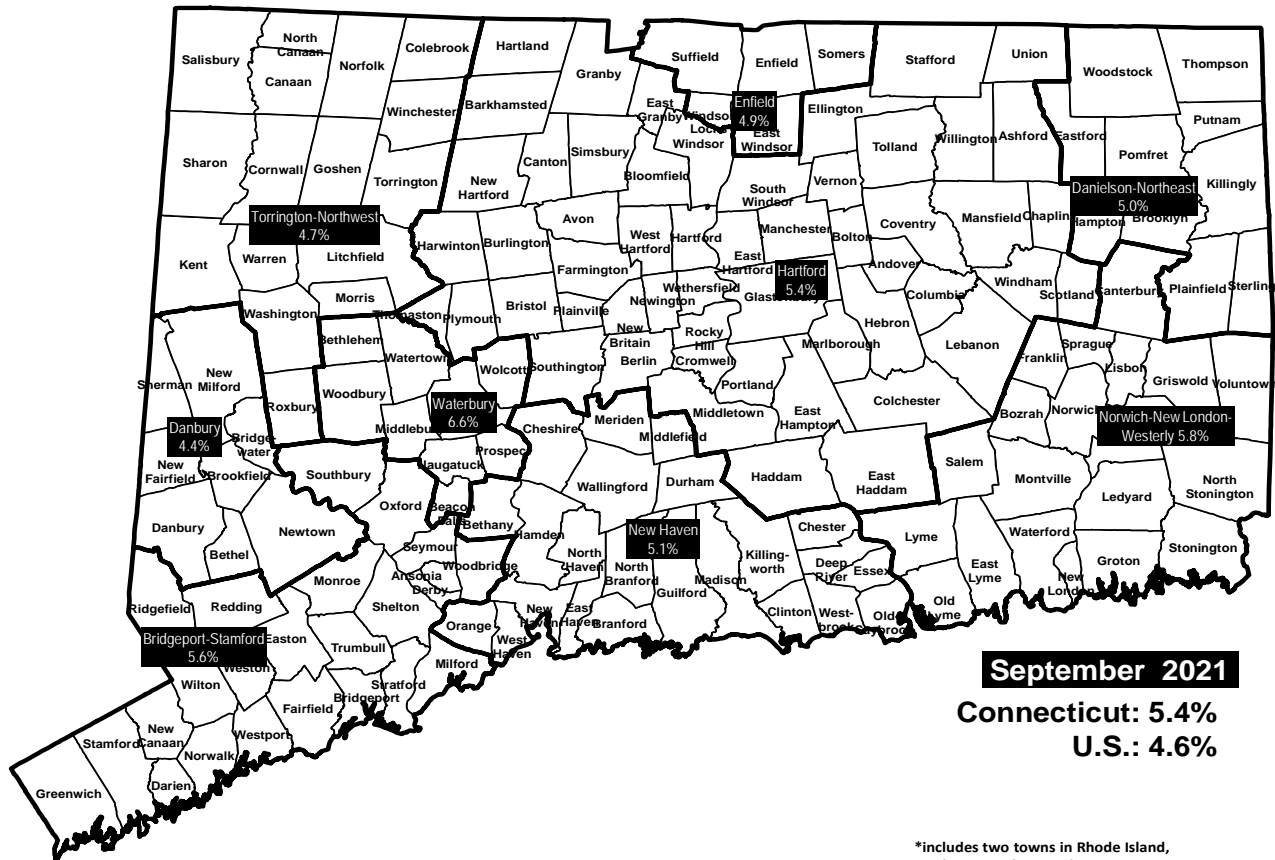 Salisbury
North
Canaan
Canaan
Norfolk
Colebrook
Hartland
Granby
Suffield
Enfield
Somers
Stafford
Union
Woodstock
Thompson
Winchester
Barkhamsted
East
Granby
Windsor
Locks
Windsor
Enfield
4.9%
East
Windsor
Ellington
Tolland
Willington
Ashford
Eastford
Putnam
Pomfret
Killingly
Sharon
Cornwall
Goshen
Torrington
New
Hartford
Canton
Simsbury
Bloomfield
South
Windsor
Vernon
Danielson-Northeast
5.0%
Torrington-Northwest
4.7%
Avon
West
Hartford
Hartford
Manchester
East
Hartford
Bolton
Coventry
Mansfield
Chaplin
Hampton
Brooklyn
Kent
Warren
Litchfield
Harwinton
Burlington
Farmington
Hartford
5.4%
Andover
Columbia
Windham
Scotland
Canterbury
Plainfield
Sterling
Morris
Washington
Plymouth
Bristol
Plainville
Newington
Wethersfield
New
Britain
Rocky
Hill
Cromwell
Berlin
Hebron
Marlborough
Lebanon
Franklin
Sprague
Lisbon
Griswold
Voluntown
Bethlehem
Watertown
Thomaston
Wolcott
Southington
Sherman
New
Milford
Roxbury
Woodbury
Portland
East
Hampton
Colchester
Bozrah
Norwich-New London-
Westerly 5.8%
Waterbury
6.6%
Danbury
4.4%
Bridge-
water
Cheshire
Meriden
Middlefield
Middletown
New
Fairfield
Brookfield
Southbury
Naugatuck
Prospect
Wallingford
Durham
Haddam
East
Haddam
Salem
Montville
Ledyard
North
Stonington
Danbury
Bethel
Newtown
Oxford
Beacon
Bethany
Hamden
New Haven
5.1%
Chester
Lyme
Waterford
Groton
Stonington
Seymour
Woodbridge
North
Haven
North
Branford
Killing-
worth
Deep
River
Essex
East
Lyme
New
London
Monroe
Ansonia
Derby
Shelton
Guilford
Madison
Clinton
West-
brook
Old
Saybrook
Old
Lyme
Ridgefield
Redding
Orange
New
Haven
East
Haven
Branford
West
Haven
Bridgeport-Stamford
5.6%
Easton
Weston
Trumbull
Milford
Wilton
Fairfield
Bridgeport
Stratford
New
Canaan
Stamford
Norwalk
Westport
Greenwich
Darien
September 2021
Connecticut: 5.4%
U.S.: 4.6%
*includes two towns in Rhode Island,